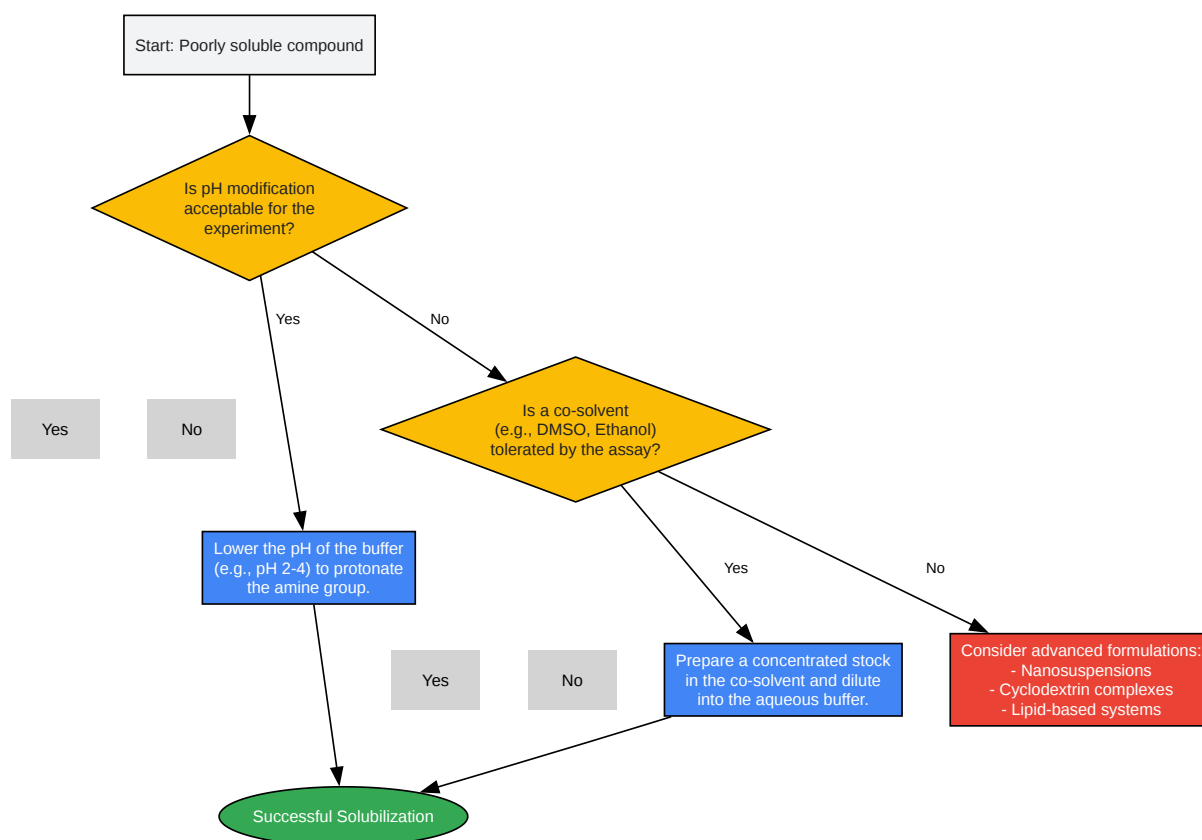 Start: Poorly soluble compound
Is pH modification
acceptable for the
experiment?
Yes
No
Is a co-solvent
(e.g., DMSO, Ethanol)
tolerated by the assay?
Yes
No
Lower the pH of the buffer
(e.g., pH 2-4) to protonate
the amine group.
Yes
No
Prepare a concentrated stock
in the co-solvent and dilute
into the aqueous buffer.
Consider advanced formulations:
- Nanosuspensions
- Cyclodextrin complexes
- Lipid-based systems
Yes
No
Successful Solubilization